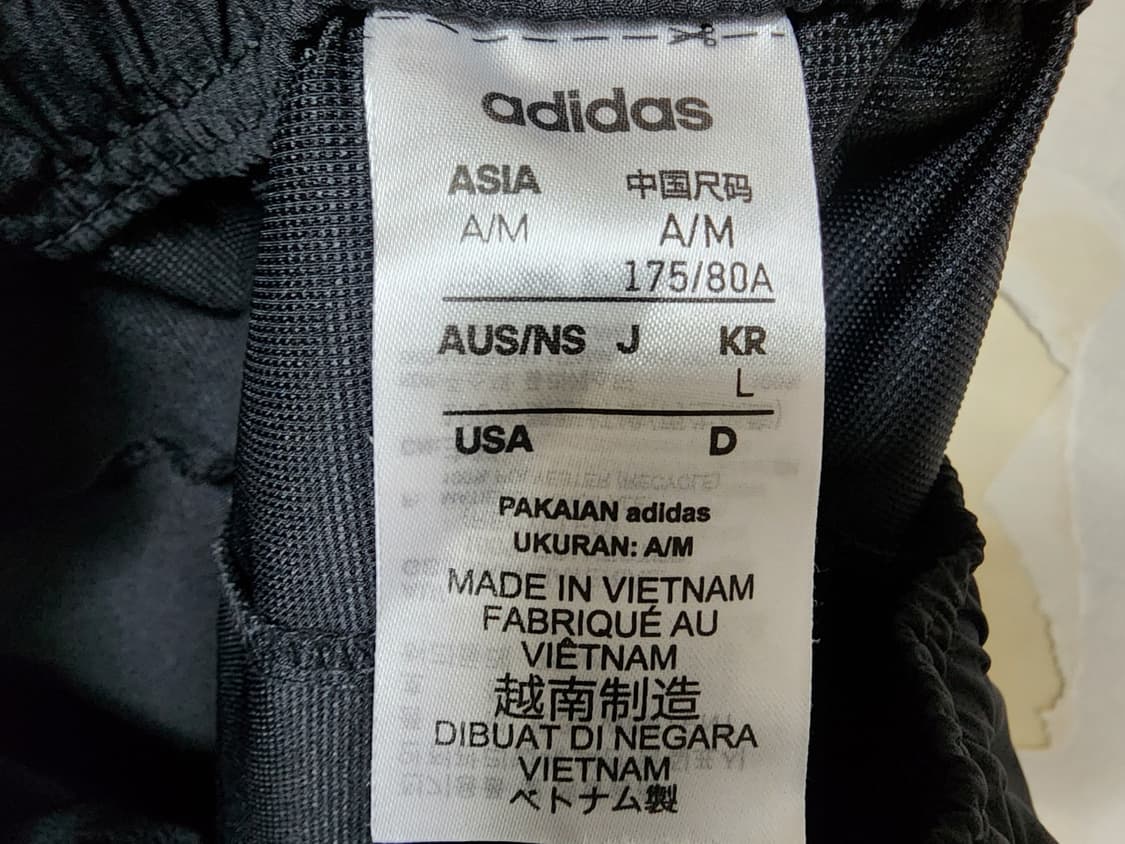 adidas
ASIA 中国尺码
A/M A/M
175/80A
AUS/NS J KR
L
USA D
PAKAIAN adidas
UKURAN: A/M
MADE IN VIETNAM
FABRIQUÉ AU
VIÊTNAM
越南制造
DIBUAT DI NEGARA
VIETNAM
ベトナム製